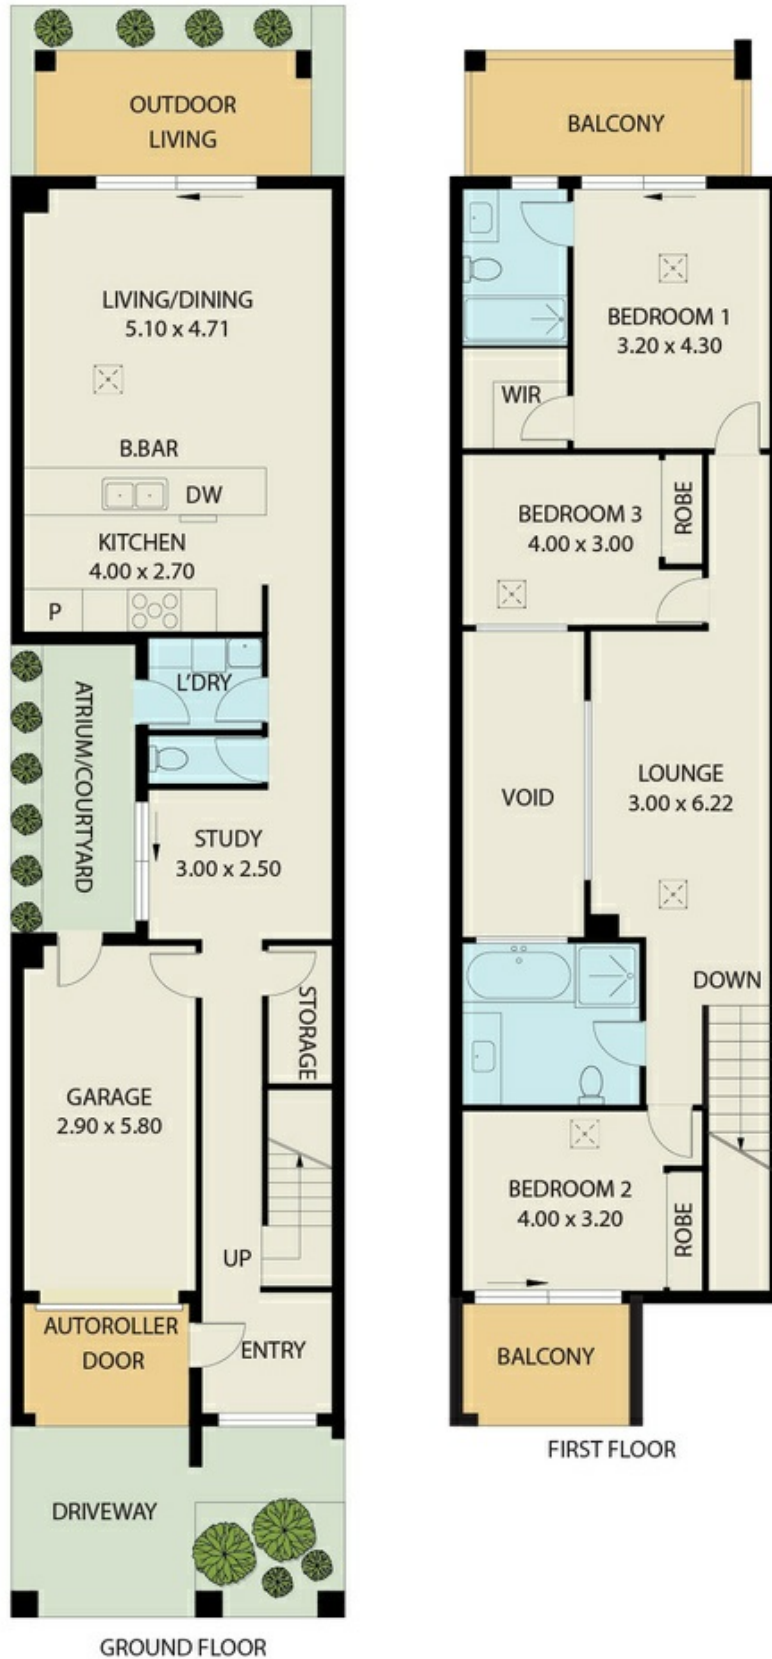 OUTDOOR
LIVING
LIVING/DINING
5.10 x 4.71
B.BAR
DW
KITCHEN
4.00 x 2.70
P
L'DRY
ATRIUM/COURTYARD
STUDY
3.00 x 2.50
STORAGE
GARAGE
2.90 x 5.80
UP
AUTOROLLER
DOOR
ENTRY
DRIVEWAY
GROUND FLOOR
BALCONY
BEDROOM 1
3.20 x 4.30
WIR
BEDROOM 3
4.00 x 3.00
ROBE
VOID
LOUNGE
3.00 x 6.22
DOWN
BEDROOM 2
4.00 x 3.20
ROBE
BALCONY
FIRST FLOOR